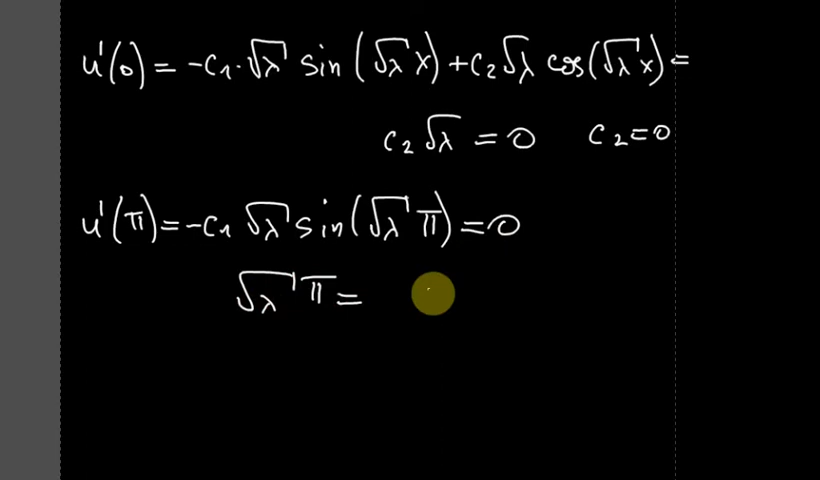 u'(0) = -c₁·√λ sin(√λ x) + c₂√λ cos(√λ x) =
c₂√λ = 0 c₂=0
u'(π) = -c₁ √λ sin(√λ π) = 0
√λ π =